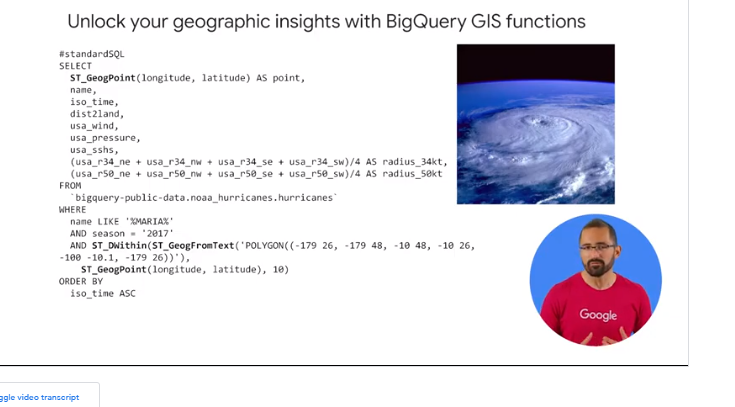 Unlock your geographic insights with BigQuery GIS functions
#standardSQL
SELECT
ST_GeogPoint(longitude, latitude) AS point,
name,
iso_time,
dist2land,
usa_wind,
usa_pressure,
usa_sshs,
(usa_r34_ne + usa_r34_nw + usa_r34_se + usa_r34_sw)/4 AS radius_34kt,
(usa_r50_ne + usa_r50_nw + usa_r50_se + usa_r50_sw)/4 AS radius_50kt
FROM
`bigquery-public-data.noaa_hurricanes.hurricanes`
WHERE
name LIKE '%MARIA%'
AND season = '2017'
AND ST_DWithin(ST_GeogFromText('POLYGON((-179 26, -179 48, -10 48, -10 26,
-100 -10.1, -179 26))'),
ST_GeogPoint(longitude, latitude), 10)
ORDER BY
iso_time ASC
Google
ggle video transcript